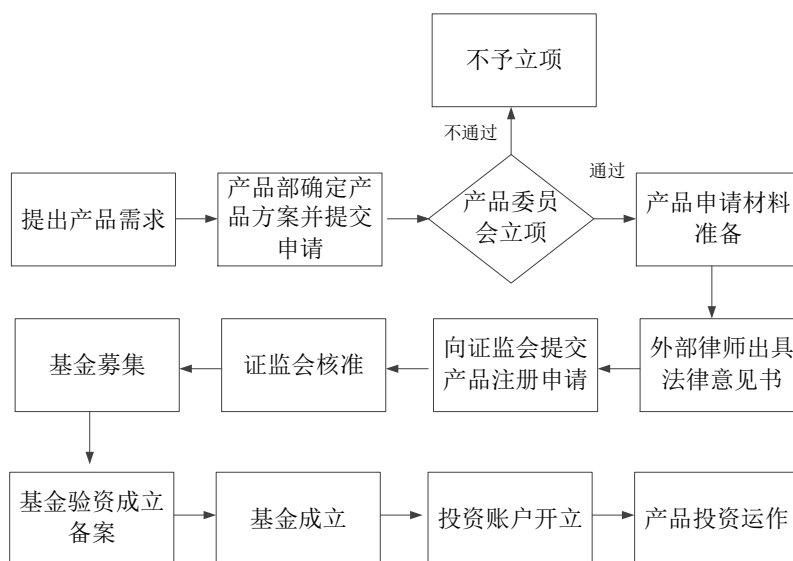 不予立项
不通过
提出产品需求
产品部确定产
品方案并提交
申请
产品委员
会立项
通过
产品申请材料
准备
外部律师出具
法律意见书
向证监会提交
产品注册申请
证监会核准
基金募集
基金验资成立
备案
基金成立
投资账户开立
产品投资运作